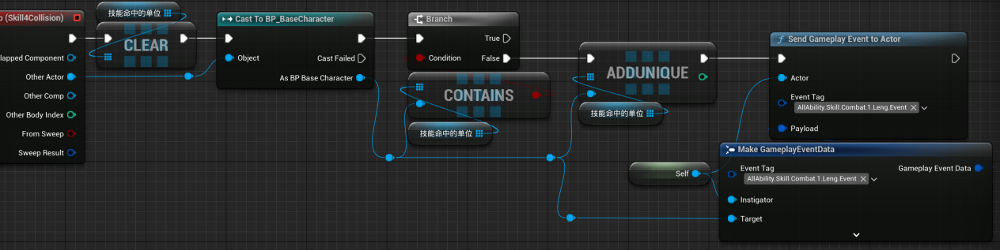 p (Skill4Collision)
lapped Component
Other Actor
Other Comp
Other Body Index
From Sweep
Sweep Result
技能命中的单位
CLEAR
Cast To BP_BaseCharacter
Object
Cast Failed
As BP Base Character
Branch
True
Condition
False
CONTAINS
技能命中的单位
ADDUNIQUE
技能命中的单位
Send Gameplay Event to Actor
Actor
Event Tag
AllAbility.Skill.Combat.1.Leng.Event
Payload
Self
Make GameplayEventData
Event Tag
Gameplay Event Data
AllAbility.Skill.Combat.1.Leng.Event
Instigator
Target